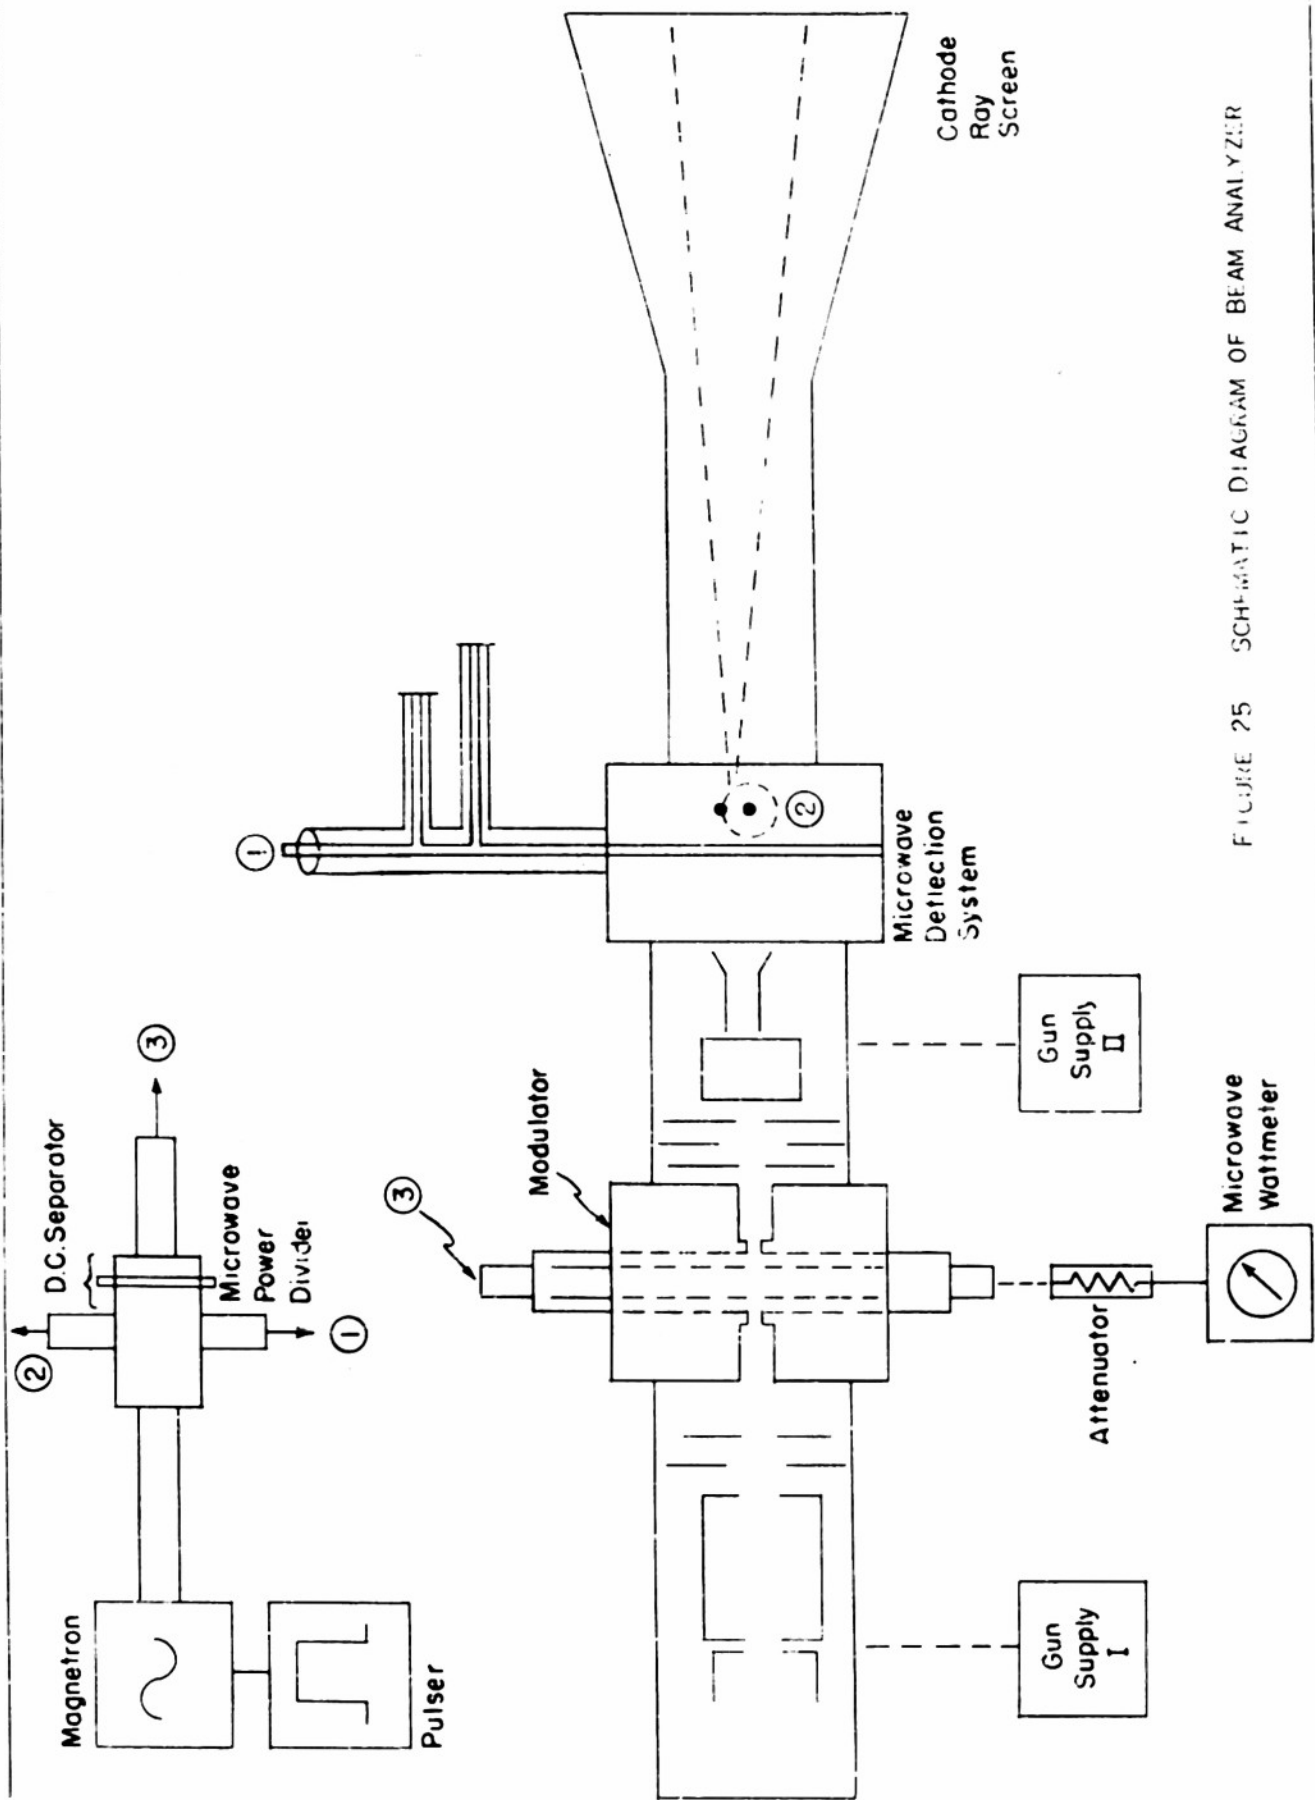 Magnetron
Pulser
②
D.C. Separator
③
Microwave
Power
Divider
①
③
Modulator
①
②
Microwave
Deflection
System
Cathode
Ray
Screen
Gun
Supply
I
Attenuator
Microwave
Wattmeter
Gun
Supply
II
FIGURE 25 SCHEMATIC DIAGRAM OF BEAM ANALYZER